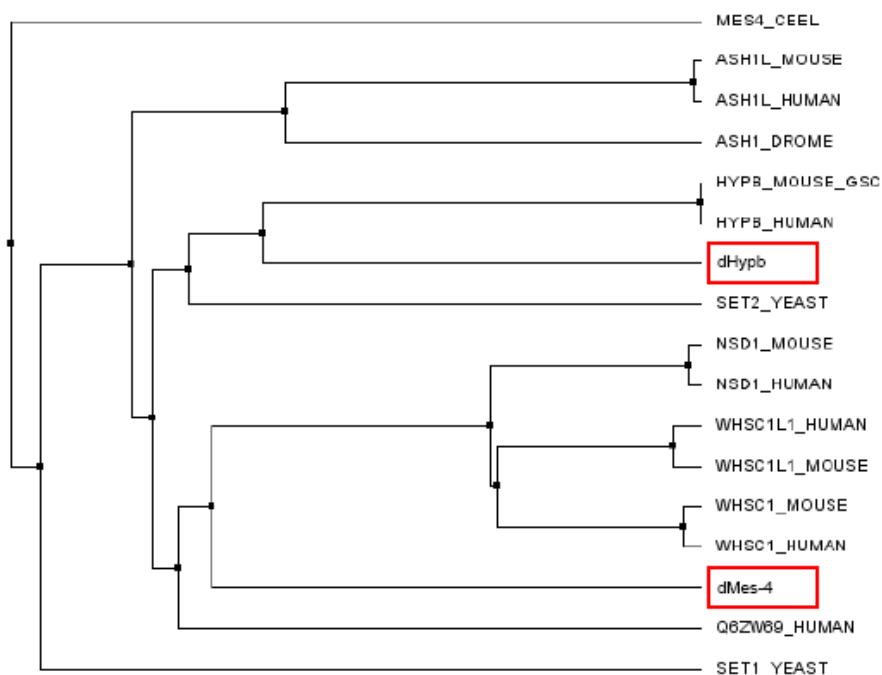 MES4_CEEL
ASH1L_MOUSE
ASH1L_HUMAN
ASH1_DROME
HYPB_MOUSE_GSC
HYPB_HUMAN
dHypb
SET2_YEAST
NSD1_MOUSE
NSD1_HUMAN
WHSC1L1_HUMAN
WHSC1L1_MOUSE
WHSC1_MOUSE
WHSC1_HUMAN
dMes-4
Q6ZW69_HUMAN
SET1_YEAST